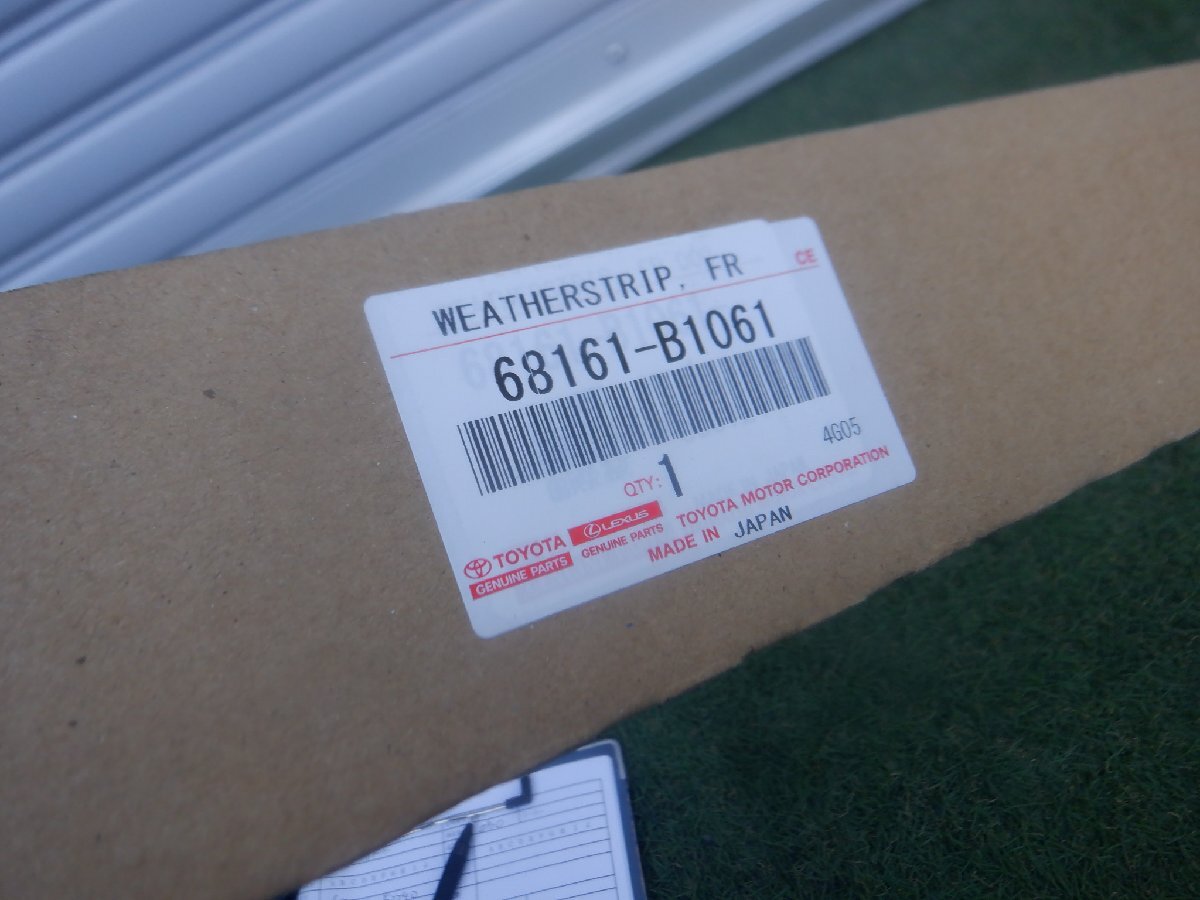 WEATHERSTRIP, FR
CE
68161-B1061
4G05
QTY: 1
TOYOTA
GENUINE PARTS
LEXUS
GENUINE PARTS
TOYOTA MOTOR CORPORATION
MADE IN JAPAN